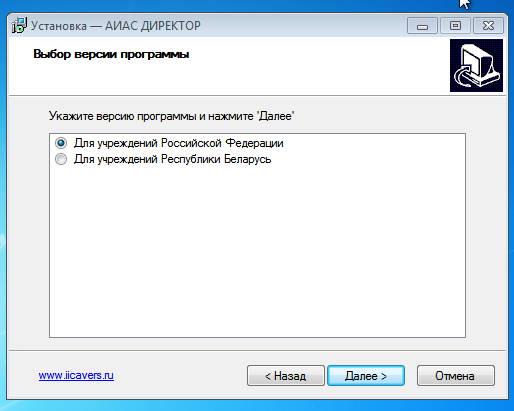 Установка — АИАС ДИРЕКТОР
Выбор версии программы
Укажите версию программы и нажмите 'Далее'
Для учреждений Российской Федерации
Для учреждений Республики Беларусь
www.iicavers.ru
< Назад
Далее >
Отмена